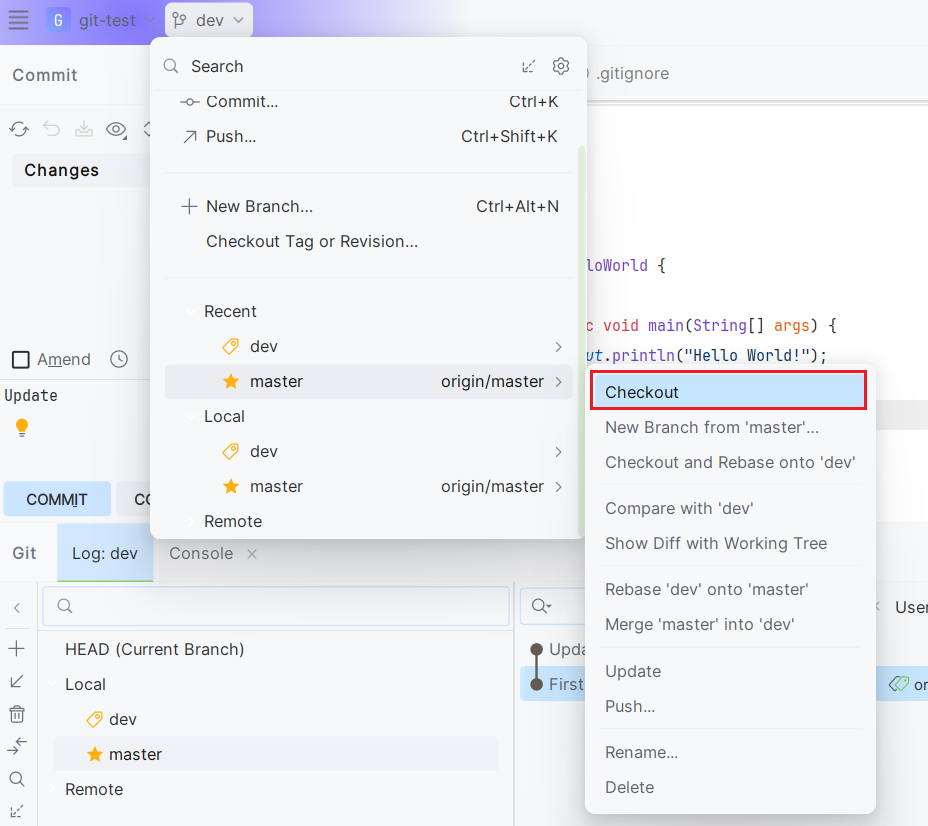 G git-test dev
Commit
Search
.gitignore
Commit... Ctrl+K
Push... Ctrl+Shift+K
Changes
New Branch... Ctrl+Alt+N
Checkout Tag or Revision...
loWorld {
Recent
c void main(String[] args) {
dev
ut.println("Hello World!");
Amend
master origin/master
Update
Checkout
Local
New Branch from 'master'...
dev
Checkout and Rebase onto 'dev'
master origin/master
COMMIT CO
Compare with 'dev'
Remote
Show Diff with Working Tree
Git Log: dev Console
Rebase 'dev' onto 'master'
User
Merge 'master' into 'dev'
HEAD (Current Branch)
Upda
Local
First
Update
or
Push...
dev
master
Rename...
Remote
Delete